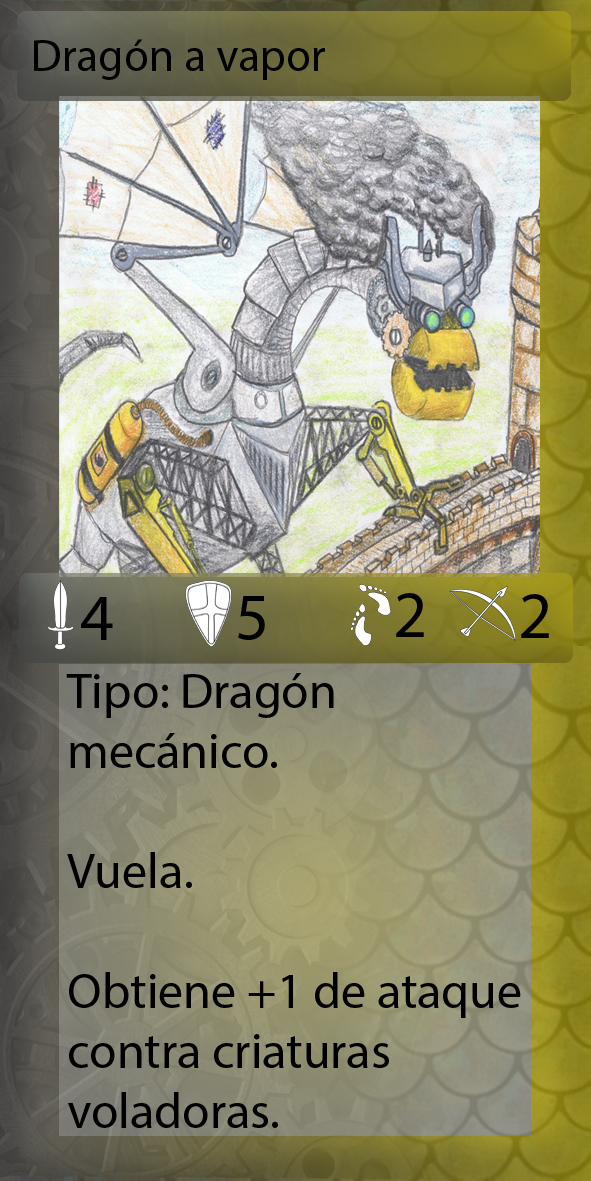 Dragón a vapor
4 5 2 2
Tipo: Dragón
mecánico.
Vuela.
Obtiene +1 de ataque
contra criaturas
voladoras.